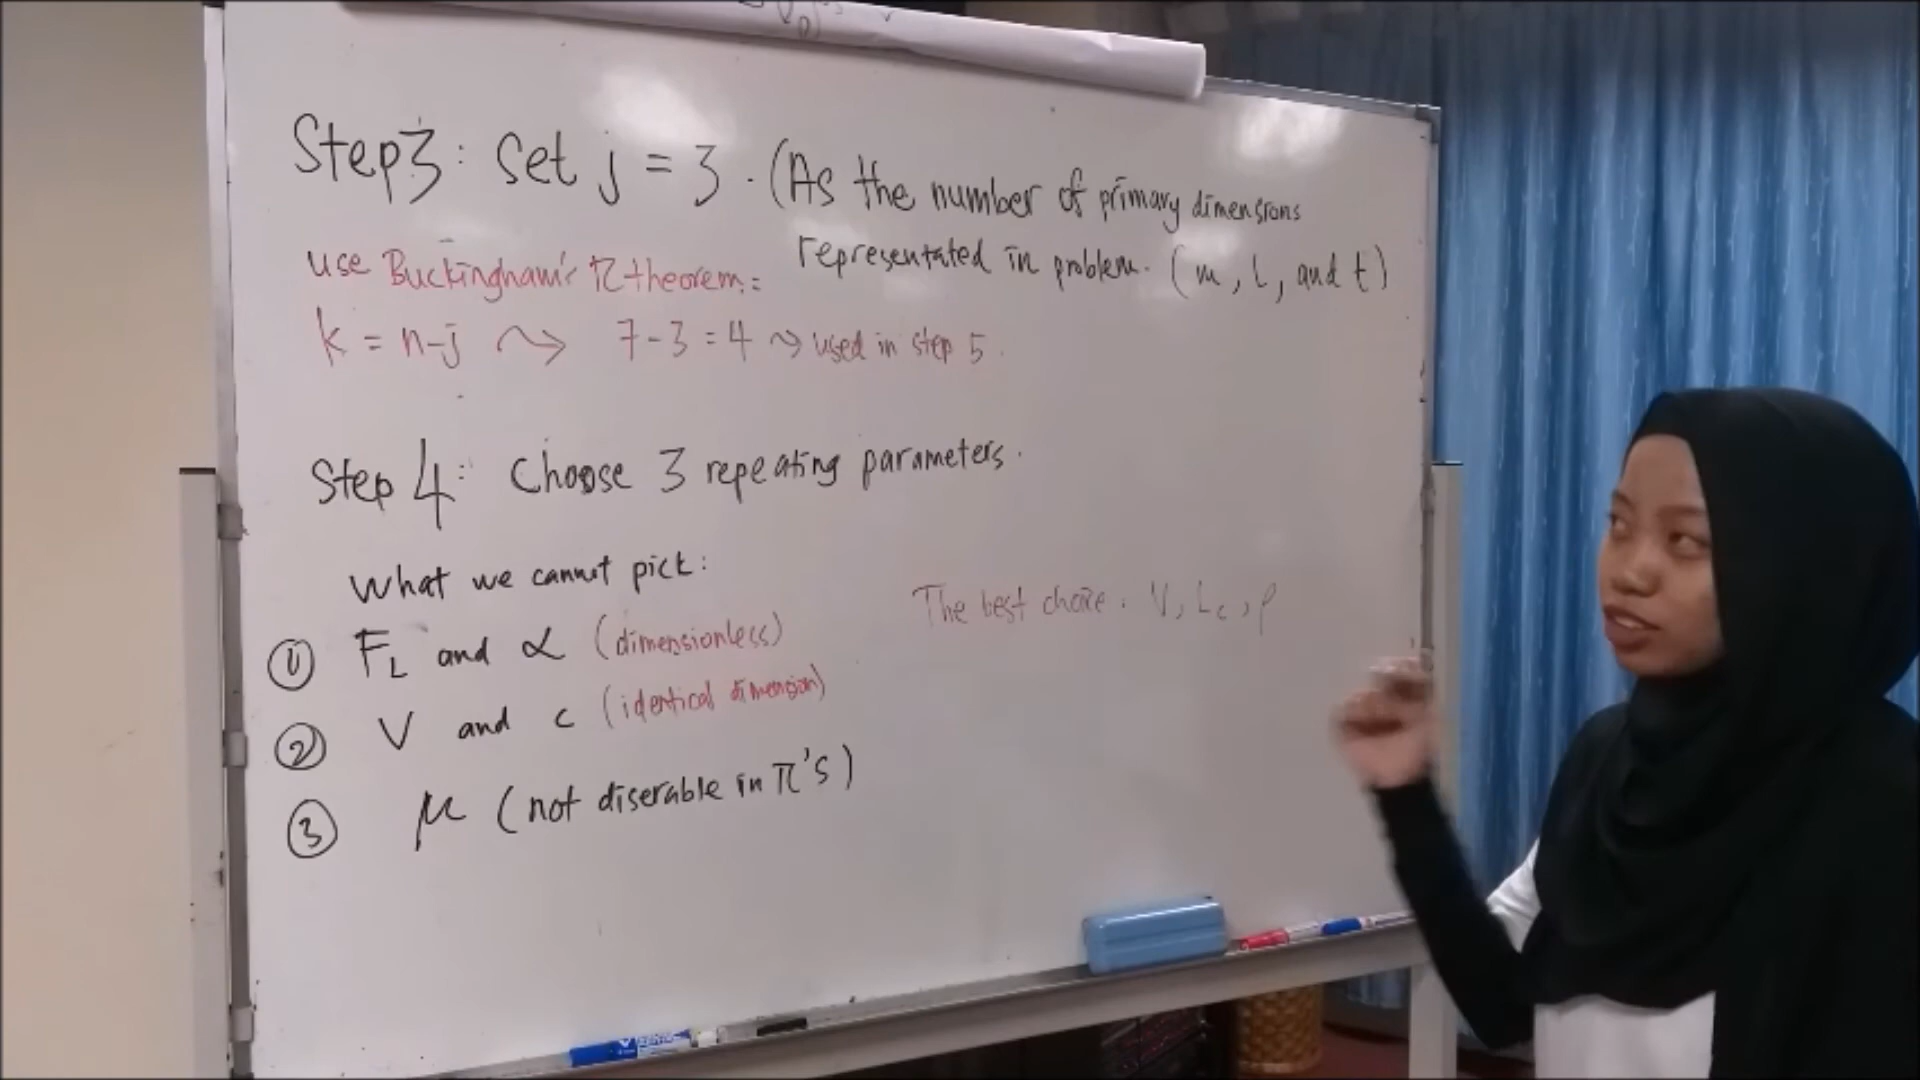 Step 3: Set j = 3. (As the number of primary dimensions
representated in problem. (m, L, and t)
use Buckingham's π theorem:
k = n-j ↝ 7-3 = 4 ↝ used in step 5.
Step 4: Choose 3 repeating parameters.
What we cannot pick:
① FL and α (dimensionless)
② V and c (identical dimension)
③ μ (not diserable in π's)
The best choice. V, Lc, ρ